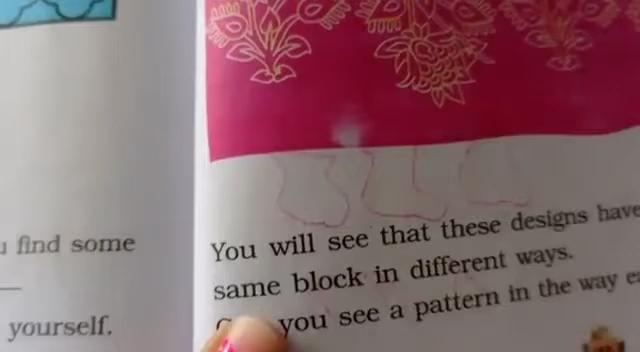 find some
yourself.
You will see that these designs have
same block in different ways.
you see a pattern in the way